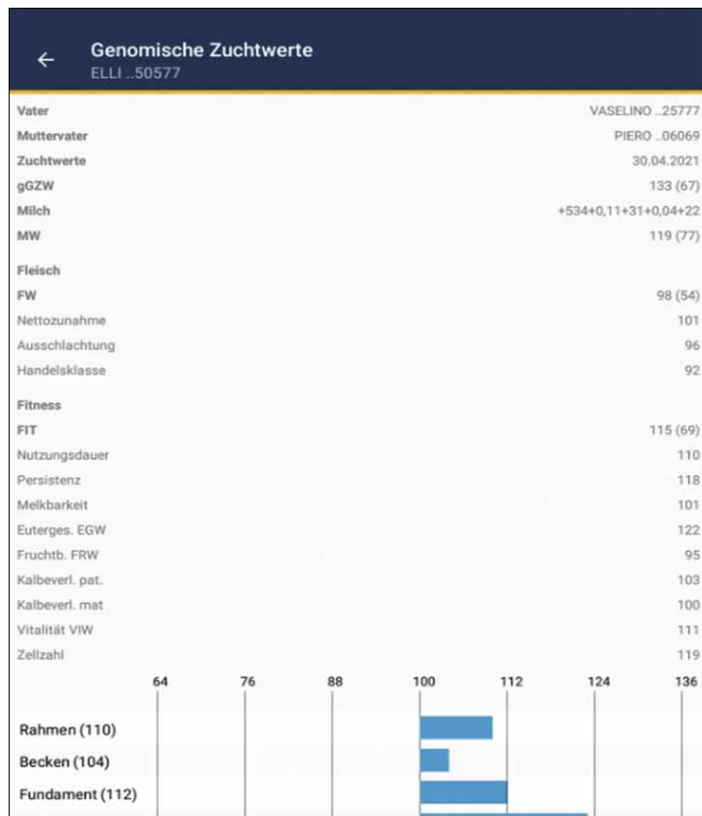 Genomische Zuchtwerte
ELLI ..50577
Vater VASELINO ..25777
Muttervater PIERO ..06069
Zuchtwerte 30.04.2021
gGZW 133 (67)
Milch +534+0,11+31+0,04+22
MW 119 (77)
Fleisch
FW 98 (54)
Nettozunahme 101
Ausschlachtung 96
Handelsklasse 92
Fitness
FIT 115 (69)
Nutzungsdauer 110
Persistenz 118
Melkbarkeit 101
Euterges. EGW 122
Fruchtb. FRW 95
Kalbeverl. pat. 103
Kalbeverl. mat 100
Vitalität VIW 111
Zellzahl 119
64 76 88 100 112 124 136
Rahmen (110)
Becken (104)
Fundament (112)